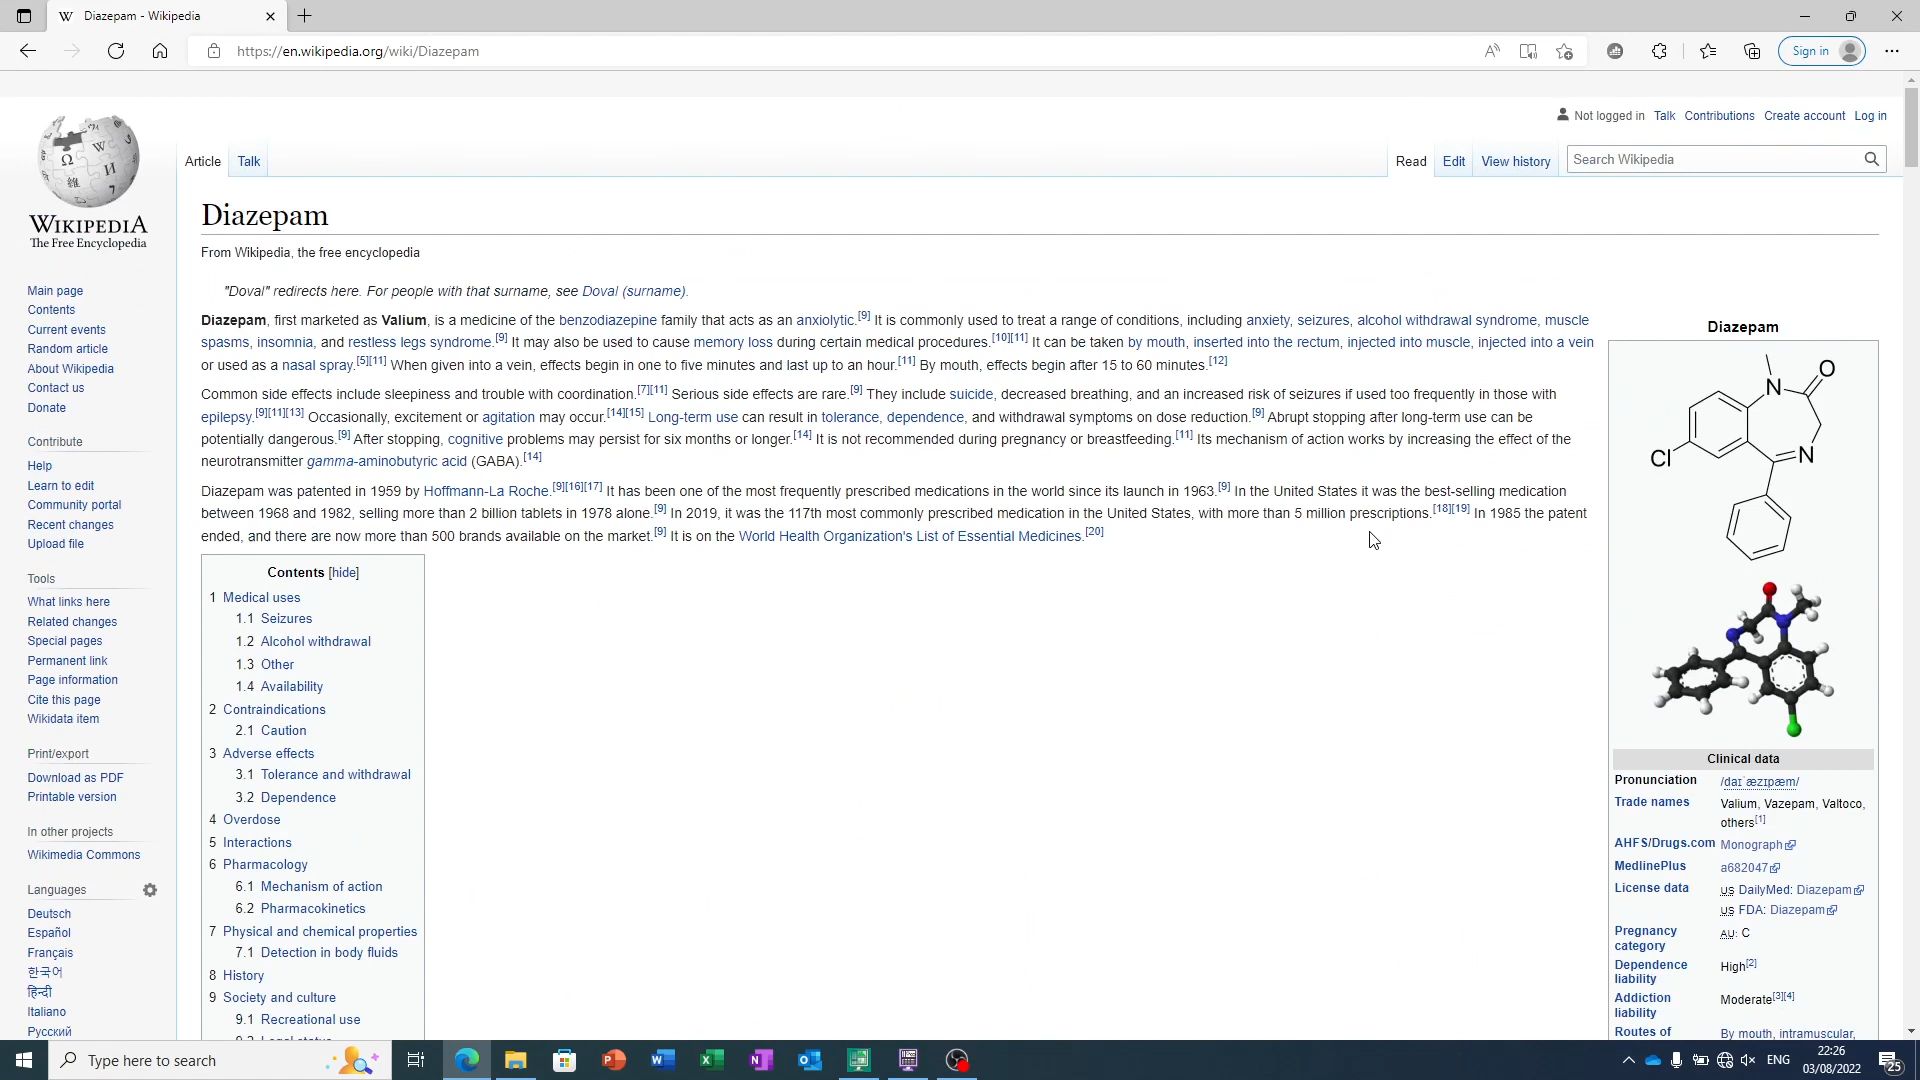 Diazepam - Wikipedia
https://en.wikipedia.org/wiki/Diazepam
Sign in
Not logged in Talk Contributions Create account Log in
Article Talk
Read Edit View history
Search Wikipedia
WIKIPEDIA
The Free Encyclopedia
Main page
Contents
Current events
Random article
About Wikipedia
Contact us
Donate
Contribute
Help
Learn to edit
Community portal
Recent changes
Upload file
Tools
What links here
Related changes
Special pages
Permanent link
Page information
Cite this page
Wikidata item
Print/export
Download as PDF
Printable version
In other projects
Wikimedia Commons
Languages
Deutsch
Español
Français
한국어
हिन्दी
Italiano
Русский
Diazepam
From Wikipedia, the free encyclopedia
"Doval" redirects here. For people with that surname, see Doval (surname).
Diazepam, first marketed as Valium, is a medicine of the benzodiazepine family that acts as an anxiolytic.[9] It is commonly used to treat a range of conditions, including anxiety, seizures, alcohol withdrawal syndrome, muscle
spasms, insomnia, and restless legs syndrome.[9] It may also be used to cause memory loss during certain medical procedures.[10][11] It can be taken by mouth, inserted into the rectum, injected into muscle, injected into a vein
or used as a nasal spray.[5][11] When given into a vein, effects begin in one to five minutes and last up to an hour.[11] By mouth, effects begin after 15 to 60 minutes.[12]
Common side effects include sleepiness and trouble with coordination.[7][11] Serious side effects are rare.[9] They include suicide, decreased breathing, and an increased risk of seizures if used too frequently in those with
epilepsy.[9][11][13] Occasionally, excitement or agitation may occur.[14][15] Long-term use can result in tolerance, dependence, and withdrawal symptoms on dose reduction.[9] Abrupt stopping after long-term use can be
potentially dangerous.[9] After stopping, cognitive problems may persist for six months or longer.[14] It is not recommended during pregnancy or breastfeeding.[11] Its mechanism of action works by increasing the effect of the
neurotransmitter gamma-aminobutyric acid (GABA).[14]
Diazepam was patented in 1959 by Hoffmann-La Roche.[9][16][17] It has been one of the most frequently prescribed medications in the world since its launch in 1963.[9] In the United States it was the best-selling medication
between 1968 and 1982, selling more than 2 billion tablets in 1978 alone.[9] In 2019, it was the 117th most commonly prescribed medication in the United States, with more than 5 million prescriptions.[18][19] In 1985 the patent
ended, and there are now more than 500 brands available on the market.[9] It is on the World Health Organization's List of Essential Medicines.[20]
Contents [hide]
1 Medical uses
1.1 Seizures
1.2 Alcohol withdrawal
1.3 Other
1.4 Availability
2 Contraindications
2.1 Caution
3 Adverse effects
3.1 Tolerance and withdrawal
3.2 Dependence
4 Overdose
5 Interactions
6 Pharmacology
6.1 Mechanism of action
6.2 Pharmacokinetics
7 Physical and chemical properties
7.1 Detection in body fluids
8 History
9 Society and culture
9.1 Recreational use
Diazepam
O
N
N
Cl
Clinical data
Pronunciation /daɪˈæzɪpæm/
Trade names Valium, Vazepam, Valtoco,
others[1]
AHFS/Drugs.com Monograph
MedlinePlus a682047
License data US DailyMed: Diazepam
US FDA: Diazepam
Pregnancy
category AU: C
Dependence
liability High[2]
Addiction
liability Moderate[3][4]
Routes of By mouth, intramuscular,
Type here to search
ENG
22:26
03/08/2022
25